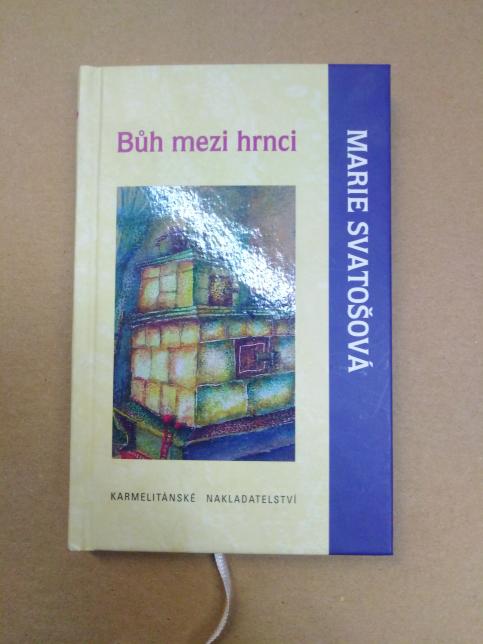 Bůh mezi hrnci
MARIE SVATOŠOVÁ
KARMELITÁNSKÉ NAKLADATELSTVÍ